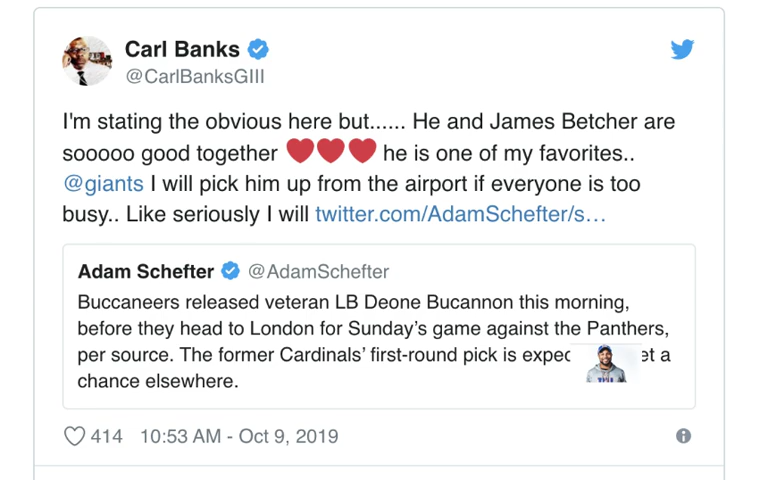 Carl Banks
@CarlBanksGIII
I'm stating the obvious here but...... He and James Betcher are
sooooo good together ❤️❤️❤️ he is one of my favorites..
@giants I will pick him up from the airport if everyone is too
busy.. Like seriously I will twitter.com/AdamSchefter/s…
Adam Schefter @AdamSchefter
Buccaneers released veteran LB Deone Bucannon this morning,
before they head to London for Sunday's game against the Panthers,
per source. The former Cardinals' first-round pick is a
chance elsewhere.
414 10:53 AM - Oct 9, 2019